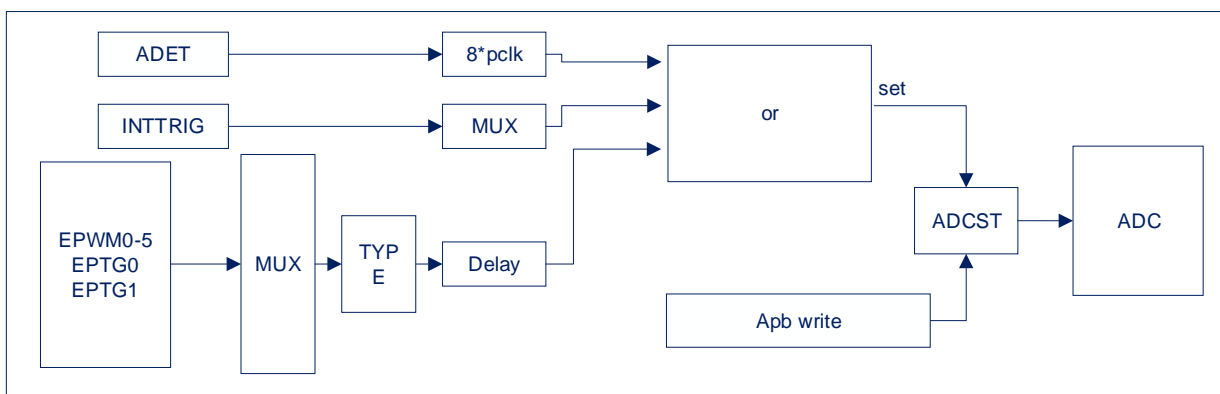 ADET
8*pclk
INTTRIG
MUX
or
set
EPWM0-5
EPTG0
EPTG1
MUX
TYP
E
Delay
ADCST
ADC
Apb write